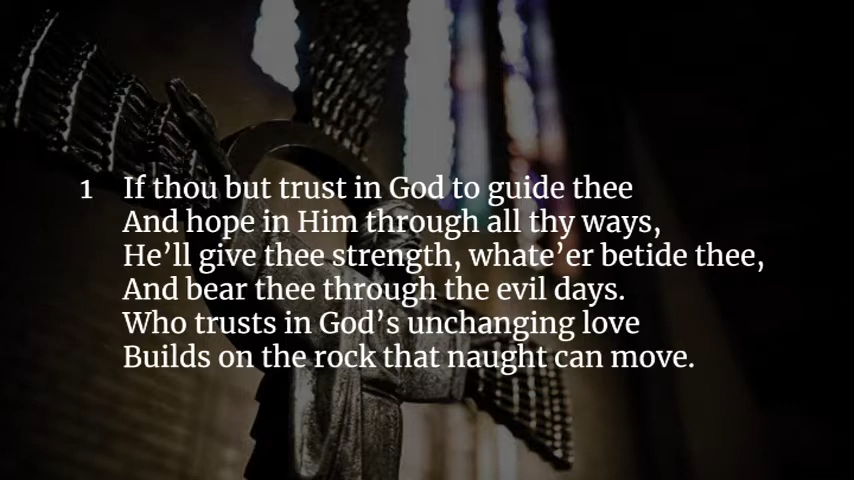 1 If thou but trust in God to guide thee
And hope in Him through all thy ways,
He’ll give thee strength, whate’er betide thee,
And bear thee through the evil days.
Who trusts in God’s unchanging love
Builds on the rock that naught can move.